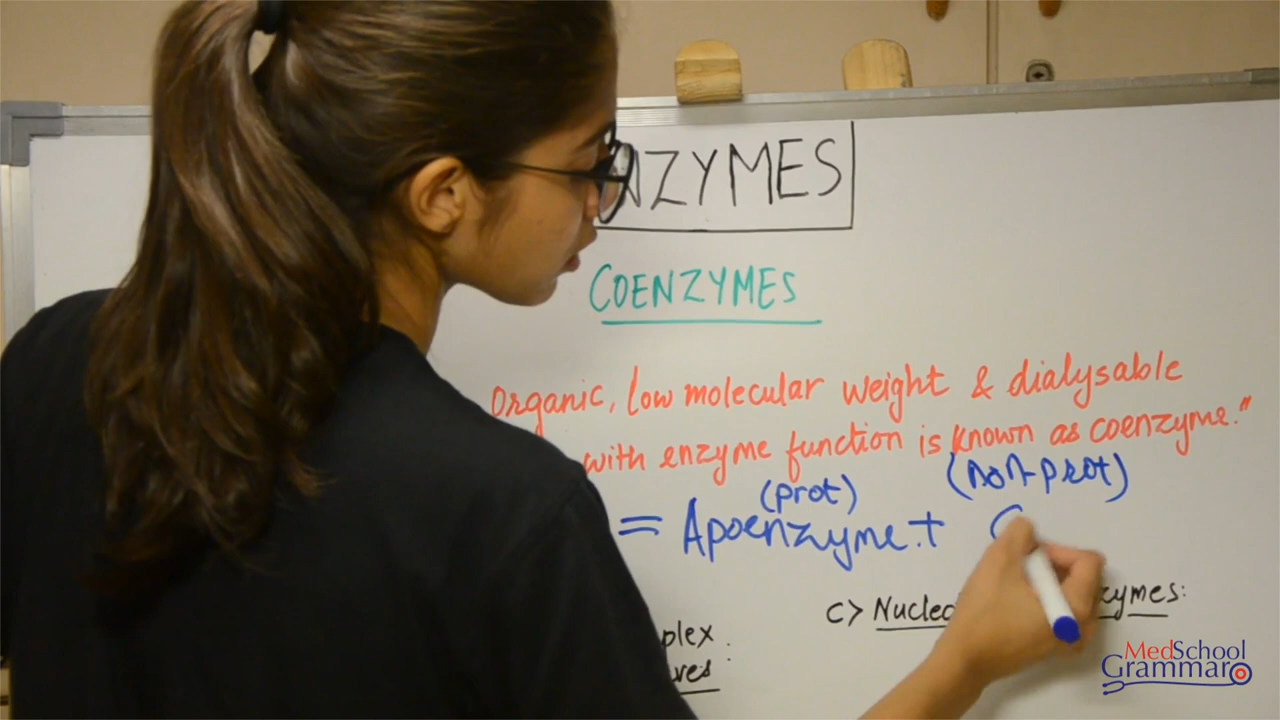 NZYMES
COENZYMES
Organic, low molecular weight & dialysable
with enzyme function is known as coenzyme."
(prot) (non-prot)
= Apoenzyme + C
plex :
ves :
C> Nucleo zymes:
MedSchool
Grammar